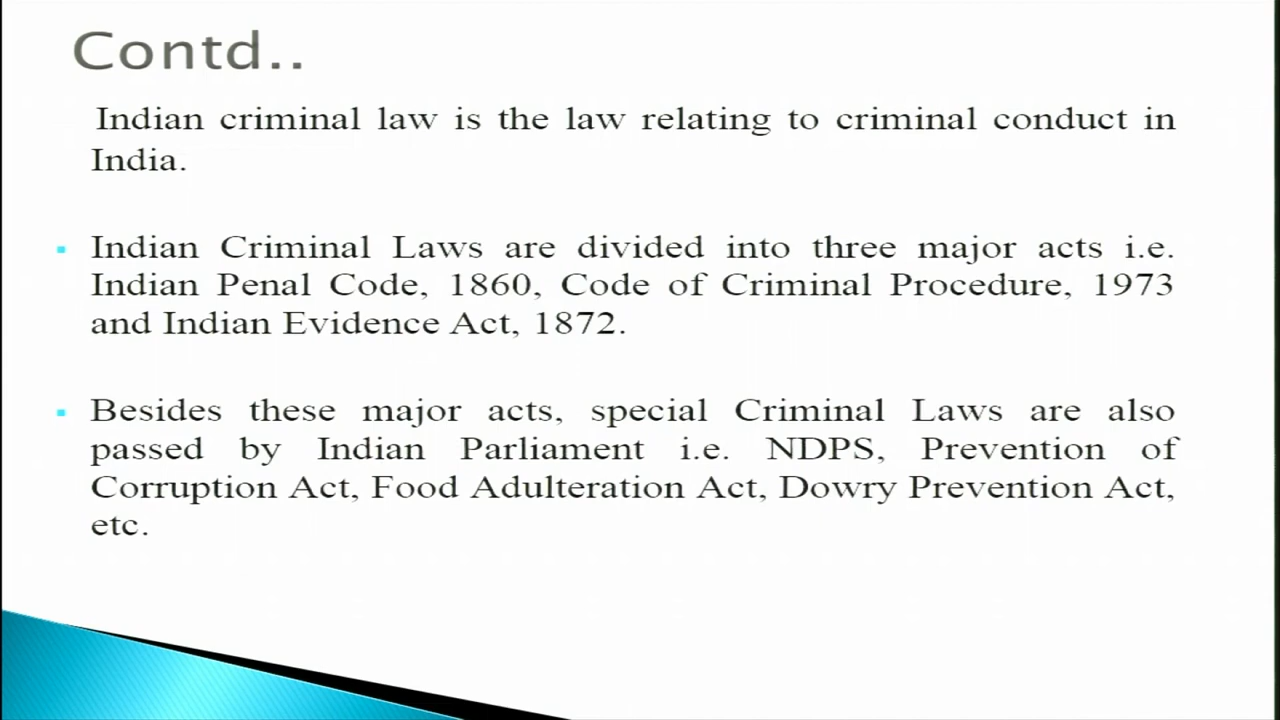 Contd..
Indian criminal law is the law relating to criminal conduct in
India.
Indian Criminal Laws are divided into three major acts i.e.
Indian Penal Code, 1860, Code of Criminal Procedure, 1973
and Indian Evidence Act, 1872.
Besides these major acts, special Criminal Laws are also
passed by Indian Parliament i.e. NDPS, Prevention of
Corruption Act, Food Adulteration Act, Dowry Prevention Act,
etc.